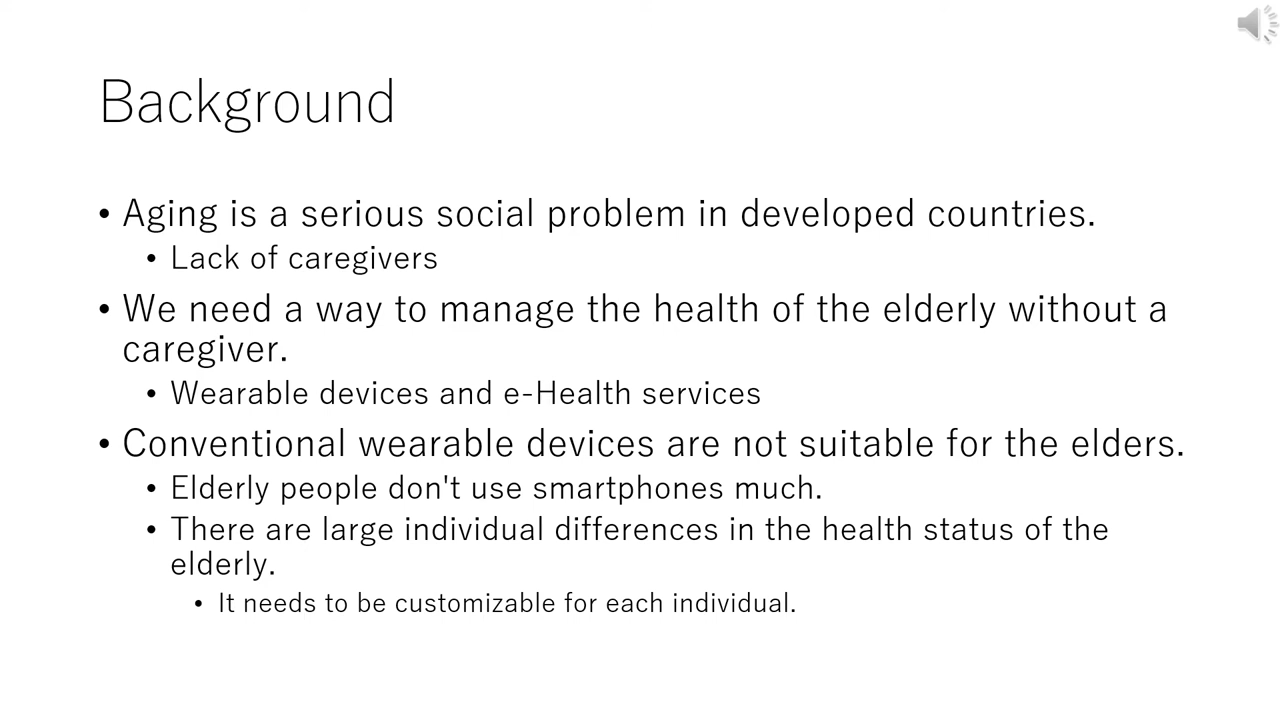 Background
• Aging is a serious social problem in developed countries.
• Lack of caregivers
• We need a way to manage the health of the elderly without a
caregiver.
• Wearable devices and e-Health services
• Conventional wearable devices are not suitable for the elders.
• Elderly people don't use smartphones much.
• There are large individual differences in the health status of the
elderly.
• It needs to be customizable for each individual.